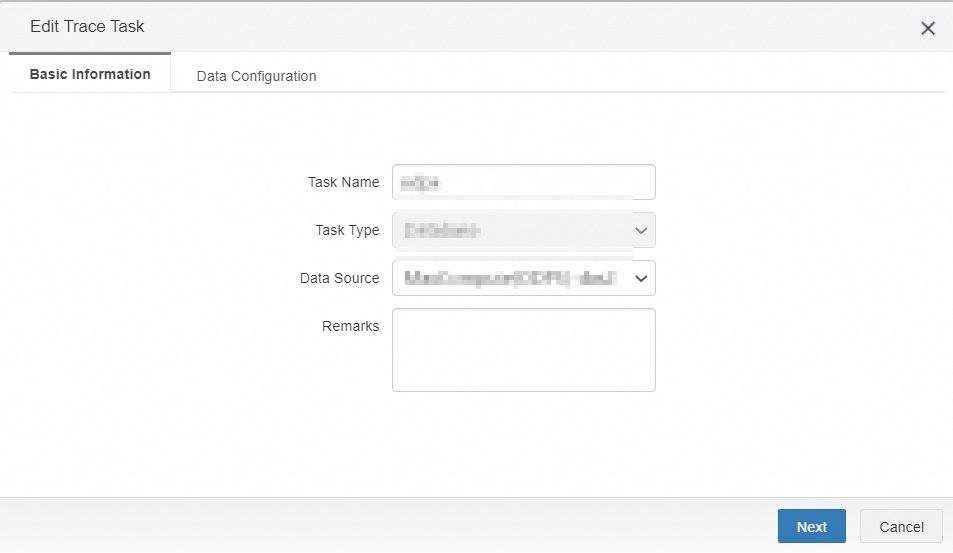 Edit Trace Task
Basic Information
Data Configuration
Task Name
Task Type
Data Source
Remarks
Next
Cancel